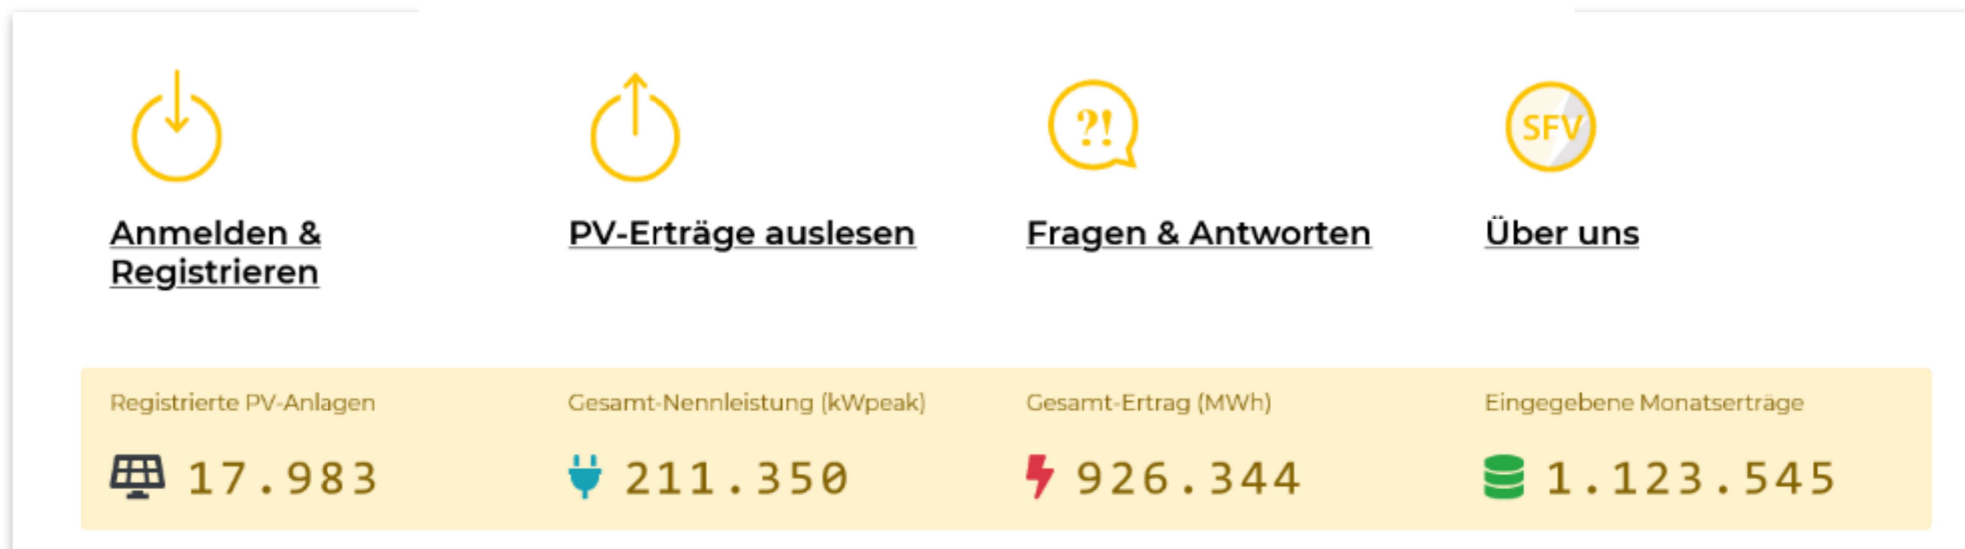 ?!
SFV
Anmelden &
Registrieren
PV-Erträge auslesen
Fragen & Antworten
Über uns
Registrierte PV-Anlagen
Gesamt-Nennleistung (kWpeak)
Gesamt-Ertrag (MWh)
Eingegebene Monatserträge
17.983
211.350
926.344
1.123.545